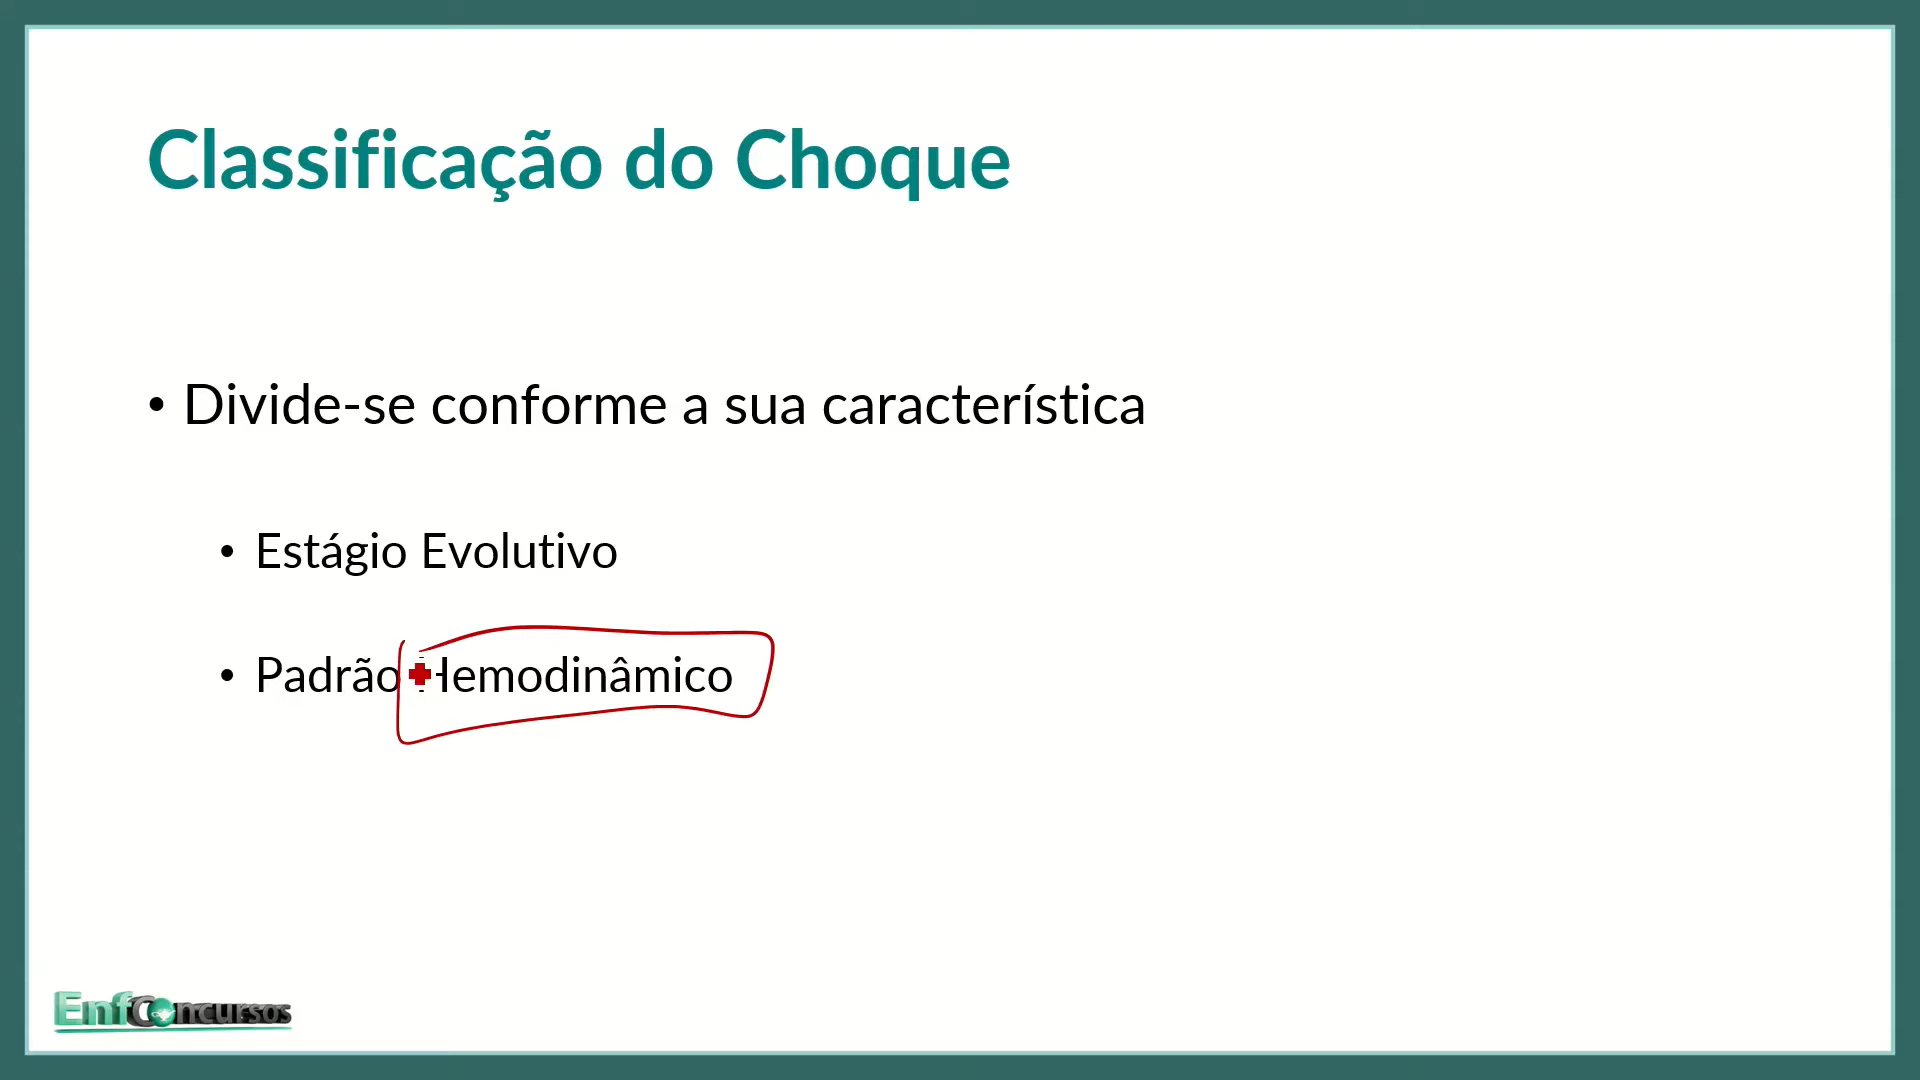 Classificação do Choque
• Divide-se conforme a sua característica
• Estágio Evolutivo
• Padrão Hemodinâmico
EnfConcursos